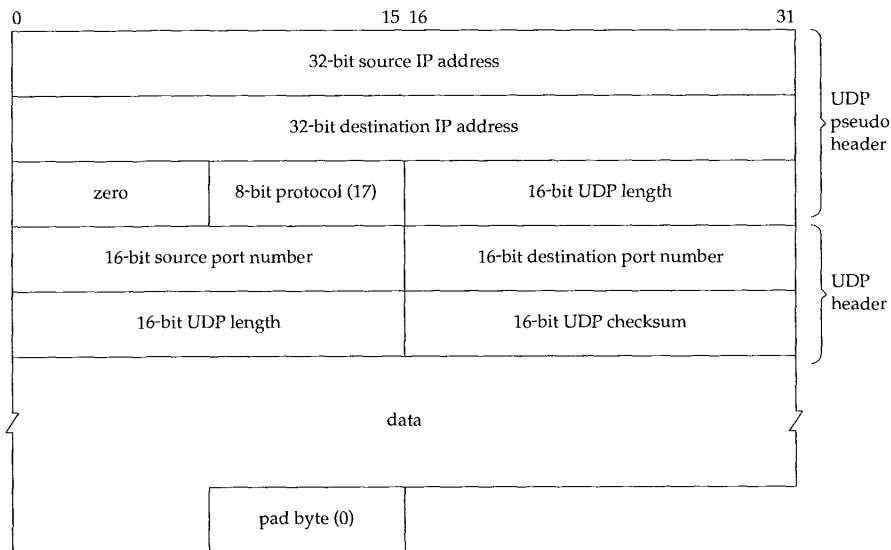 0 15 16 31
32-bit source IP address
32-bit destination IP address
UDP
pseudo
header
zero 8-bit protocol (17) 16-bit UDP length
16-bit source port number 16-bit destination port number
UDP
header
16-bit UDP length 16-bit UDP checksum
data
pad byte (0)